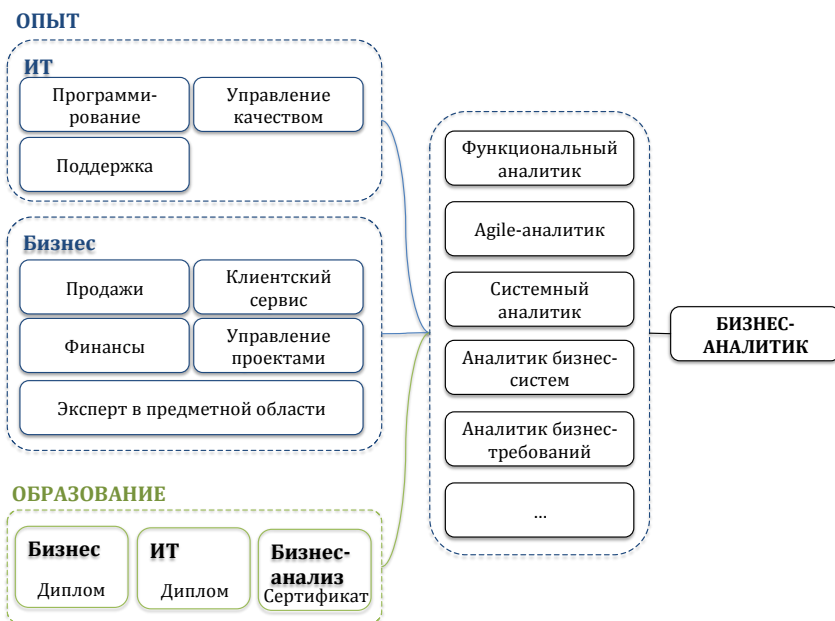 ОПЫТ
ИТ
Программи-
рование
Управление
качеством
Поддержка
Бизнес
Продажи
Клиентский
сервис
Финансы
Управление
проектами
Эксперт в предметной области
ОБРАЗОВАНИЕ
Бизнес
Диплом
ИТ
Диплом
Бизнес-
анализ
Сертификат
Функциональный
аналитик
Agile-аналитик
Системный
аналитик
Аналитик бизнес-
систем
Аналитик бизнес-
требований
...
БИЗНЕС-
АНАЛИТИК